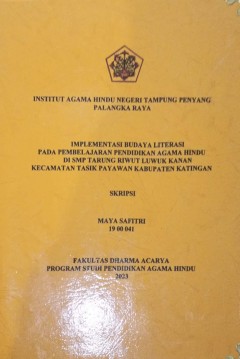 INSTITUT AGAMA HINDU NEGERI TAMPUNG PENYANG
PALANGKA RAYA
IMPLEMENTASI BUDAYA LITERASI
PADA PEMBELAJARAN PENDIDIKAN AGAMA HINDU
DI SMP TARUNG RIWUT LUWUK KANAN
KECAMATAN TASIK PAYAWAN KABUPATEN KATINGAN
SKRIPSI
MAYA SAFITRI
19 00 041
FAKULTAS DHARMA ACARYA
PROGRAM STUDI PENDIDIKAN AGAMA HINDU
2023